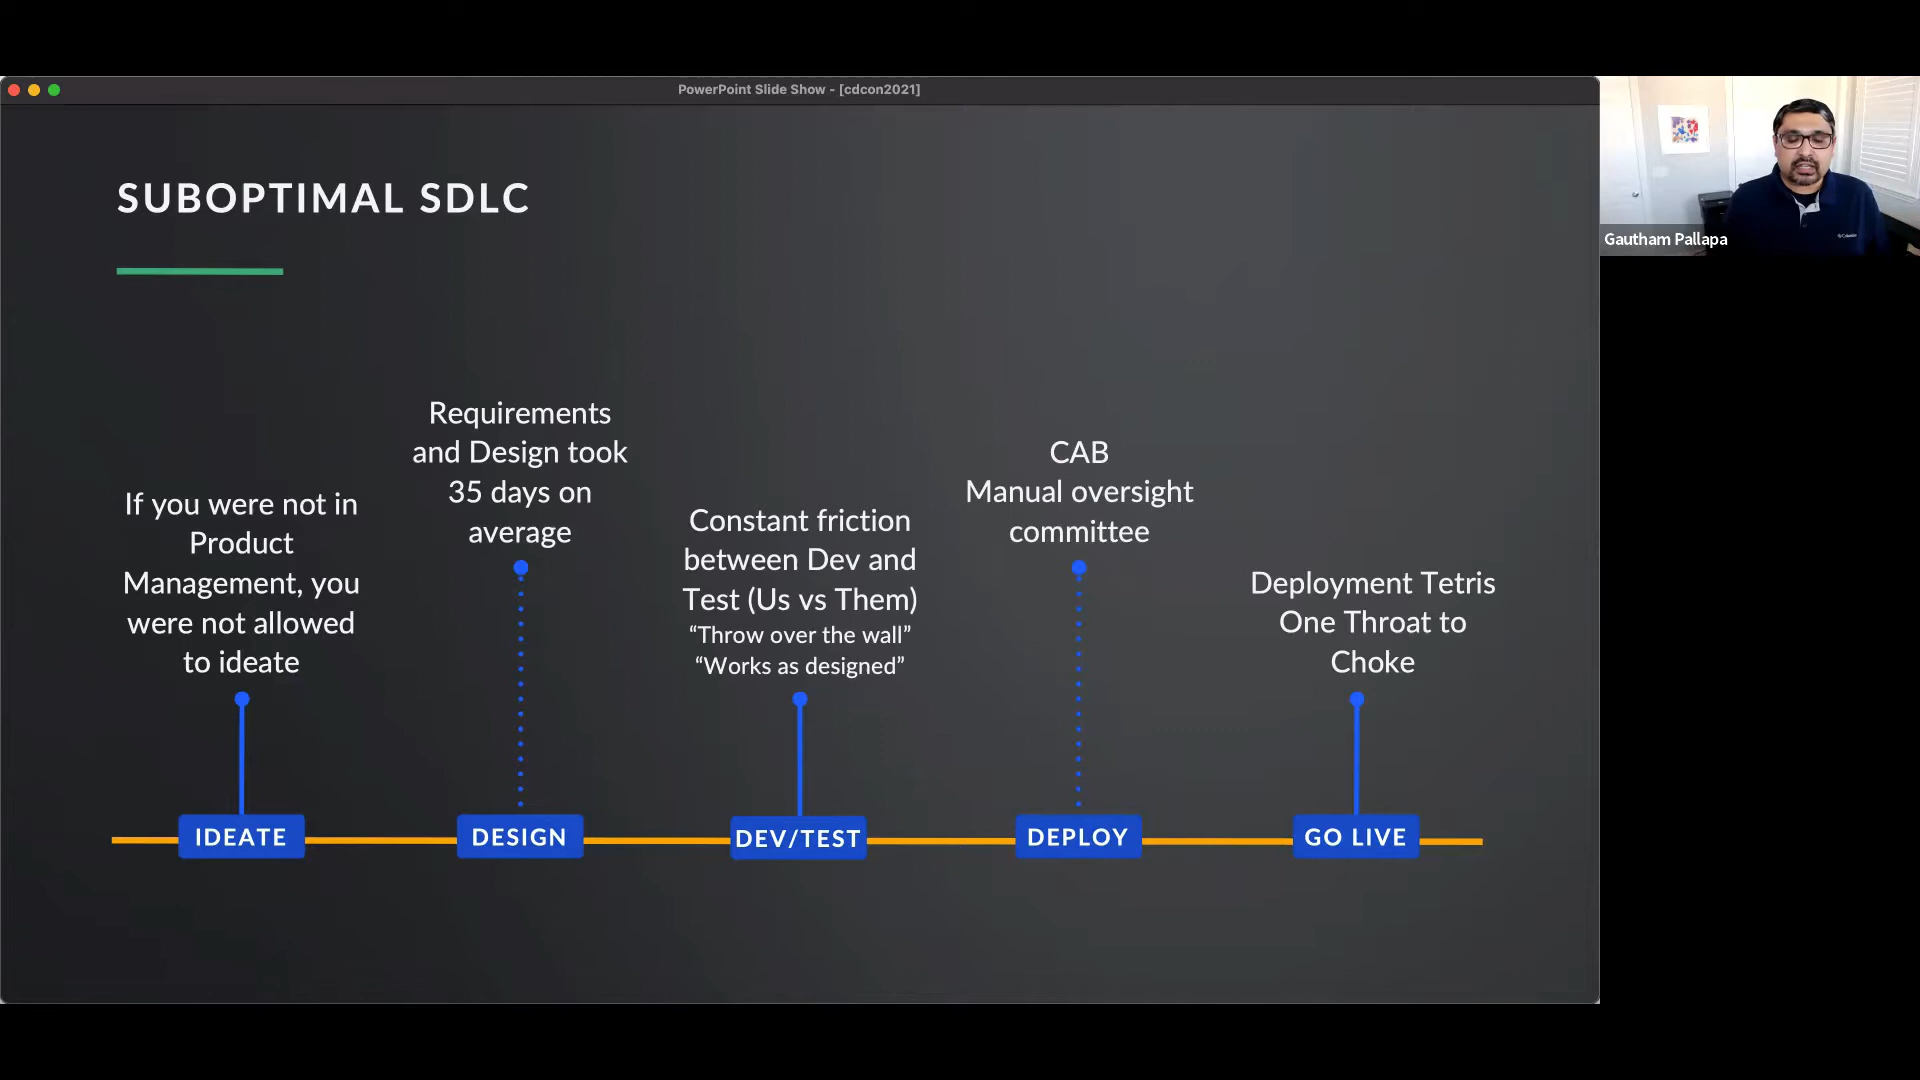 PowerPoint Slide Show - [cdcon2021]
SUBOPTIMAL SDLC
If you were not in
Product
Management, you
were not allowed
to ideate
Requirements
and Design took
35 days on
average
Constant friction
between Dev and
Test (Us vs Them)
“Throw over the wall”
“Works as designed”
CAB
Manual oversight
committee
Deployment Tetris
One Throat to
Choke
IDEATE
DESIGN
DEV/TEST
DEPLOY
GO LIVE
Gautham Pallapa